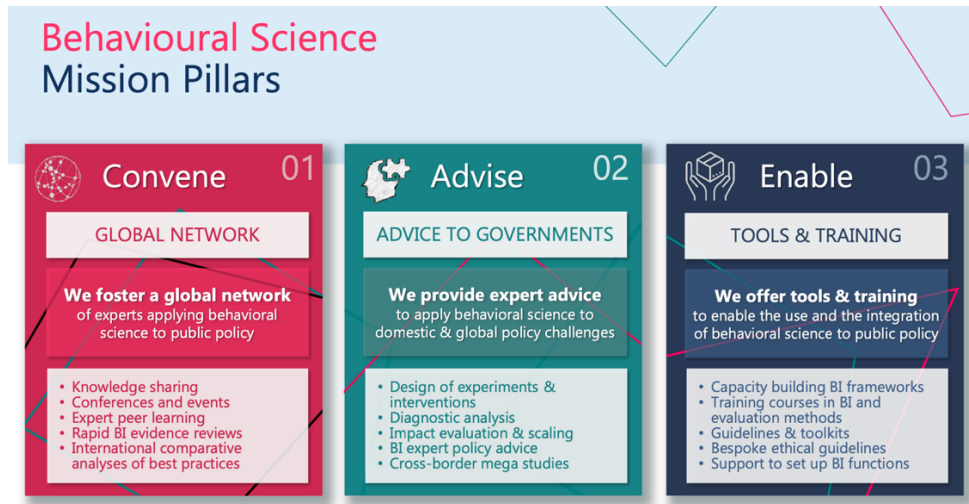 Behavioural Science
Mission Pillars
Convene
01
GLOBAL NETWORK
We foster a global network
of experts applying behavioral
science to public policy
• Knowledge sharing
• Conferences and events
• Expert peer learning
• Rapid BI evidence reviews
• International comparative
analyses of best practices
Advise
02
ADVICE TO GOVERNMENTS
We provide expert advice
to apply behavioral science to
domestic & global policy challenges
• Design of experiments &
interventions
• Diagnostic analysis
• Impact evaluation & scaling
• BI expert policy advice
• Cross-border mega studies
Enable
03
TOOLS & TRAINING
We offer tools & training
to enable the use and the integration
of behavioral science to public policy
• Capacity building BI frameworks
• Training courses in BI and
evaluation methods
• Guidelines & toolkits
• Bespoke ethical guidelines
• Support to set up BI functions